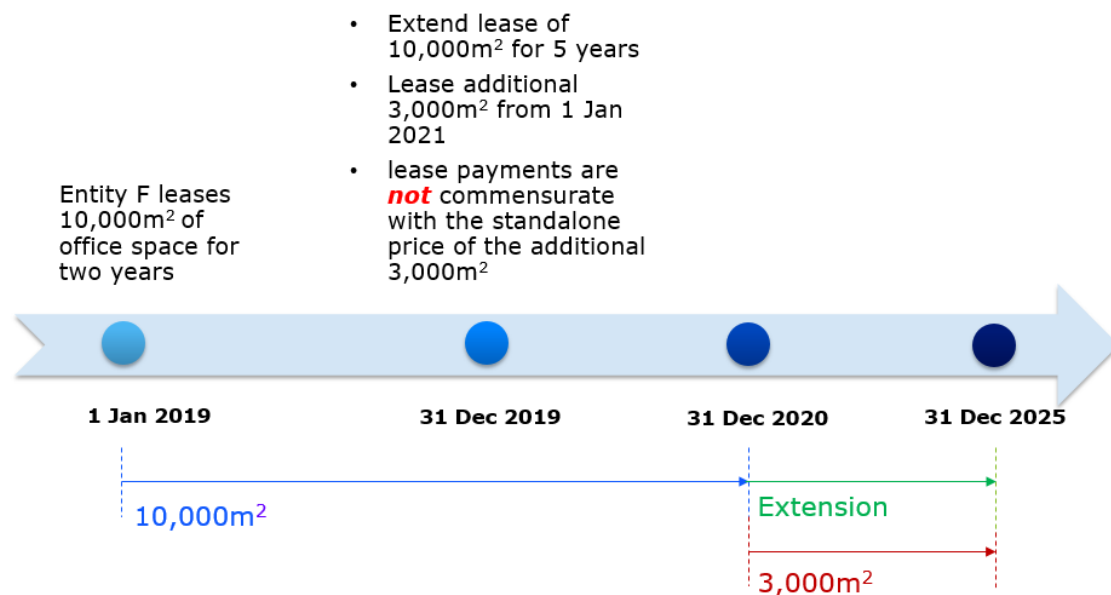 • Extend lease of
10,000m² for 5 years
• Lease additional
3,000m² from 1 Jan
2021
• lease payments are
not commensurate
with the standalone
price of the additional
3,000m²
Entity F leases
10,000m² of
office space for
two years
1 Jan 2019
31 Dec 2019
31 Dec 2020
31 Dec 2025
10,000m²
Extension
3,000m²